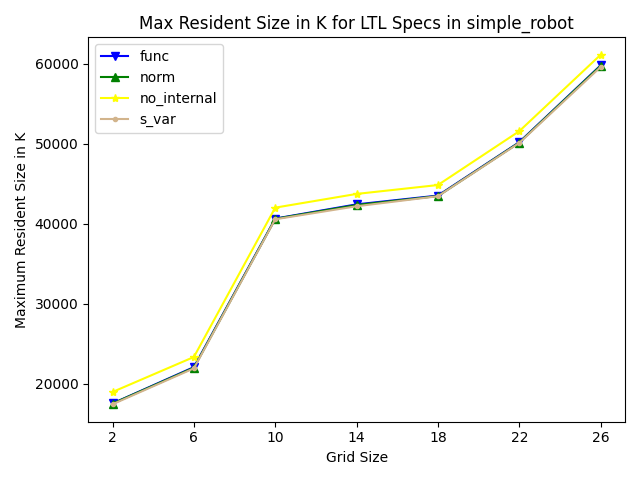 Max Resident Size in K for LTL Specs in simple_robot
func
norm
no_internal
s_var
Maximum Resident Size in K
60000
50000
40000
30000
20000
2 6 10 14 18 22 26
Grid Size